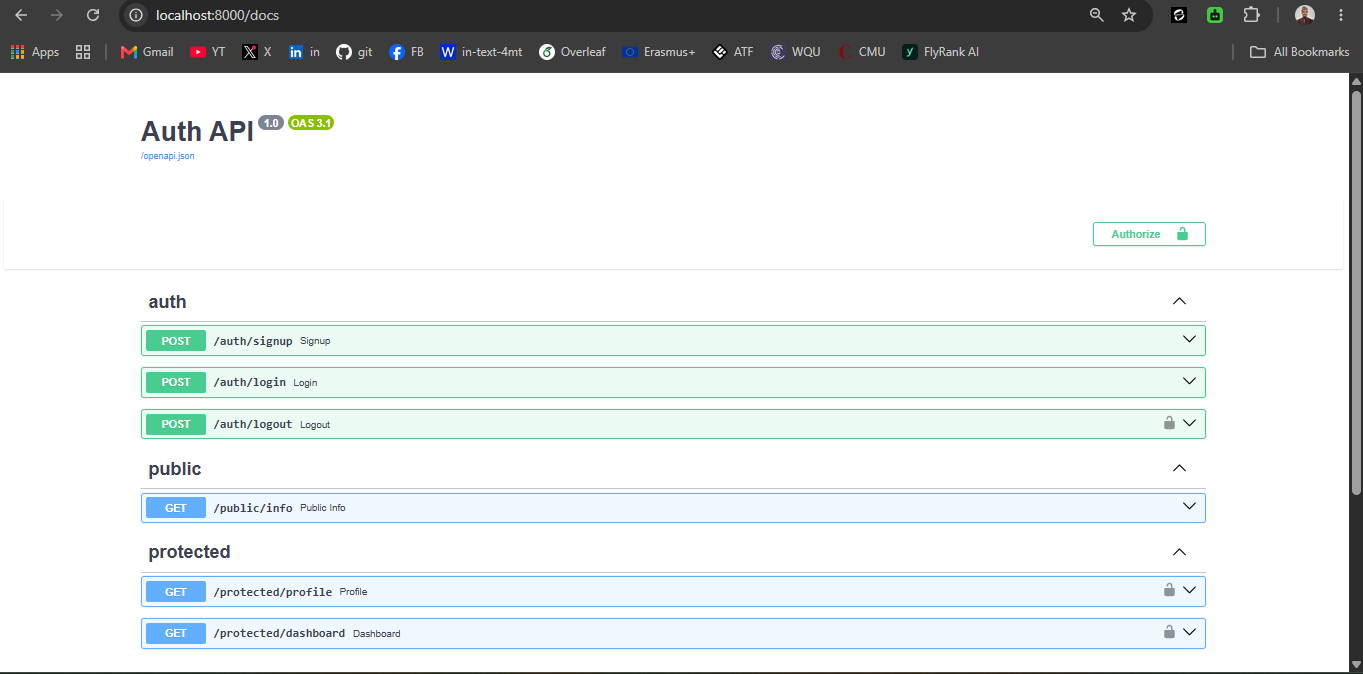 localhost:8000/docs
Apps Gmail YT X in git FB W in-text-4mt Overleaf Erasmus+ ATF WQU CMU FlyRank AI All Bookmarks
Auth API 1.0 OAS 3.1
/openapi.json
Authorize
auth
POST /auth/signup Signup
POST /auth/login Login
POST /auth/logout Logout
public
GET /public/info Public Info
protected
GET /protected/profile Profile
GET /protected/dashboard Dashboard